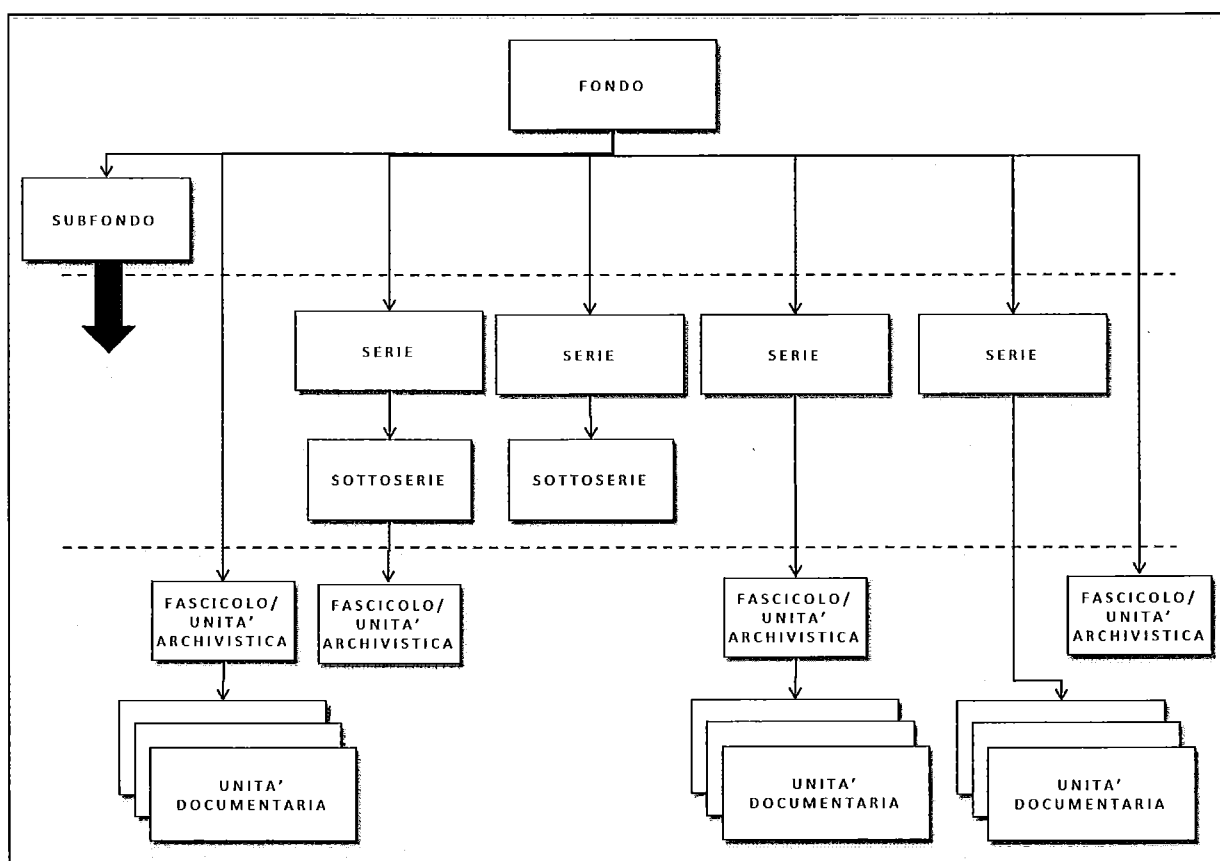 FONDO
SUBFONDO
SERIE
SERIE
SERIE
SERIE
SOTTOSERIE
SOTTOSERIE
FASCICOLO/
UNITA'
ARCHIVISTICA
FASCICOLO/
UNITA'
ARCHIVISTICA
FASCICOLO/
UNITA'
ARCHIVISTICA
FASCICOLO/
UNITA'
ARCHIVISTICA
UNITA'
DOCUMENTARIA
UNITA'
DOCUMENTARIA
UNITA'
DOCUMENTARIA